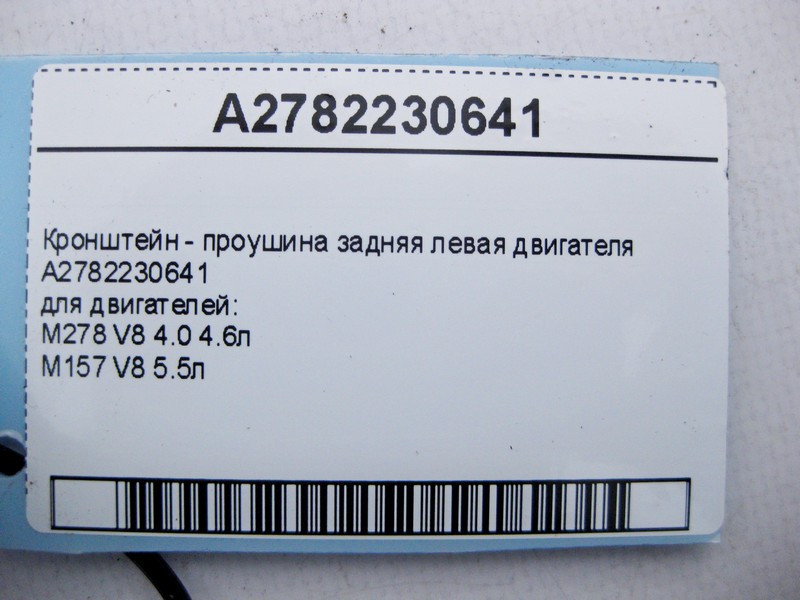 A2782230641
Кронштейн - проушина задняя левая двигателя
A2782230641
для двигателей:
M278 V8 4.0 4.6л
M157 V8 5.5л